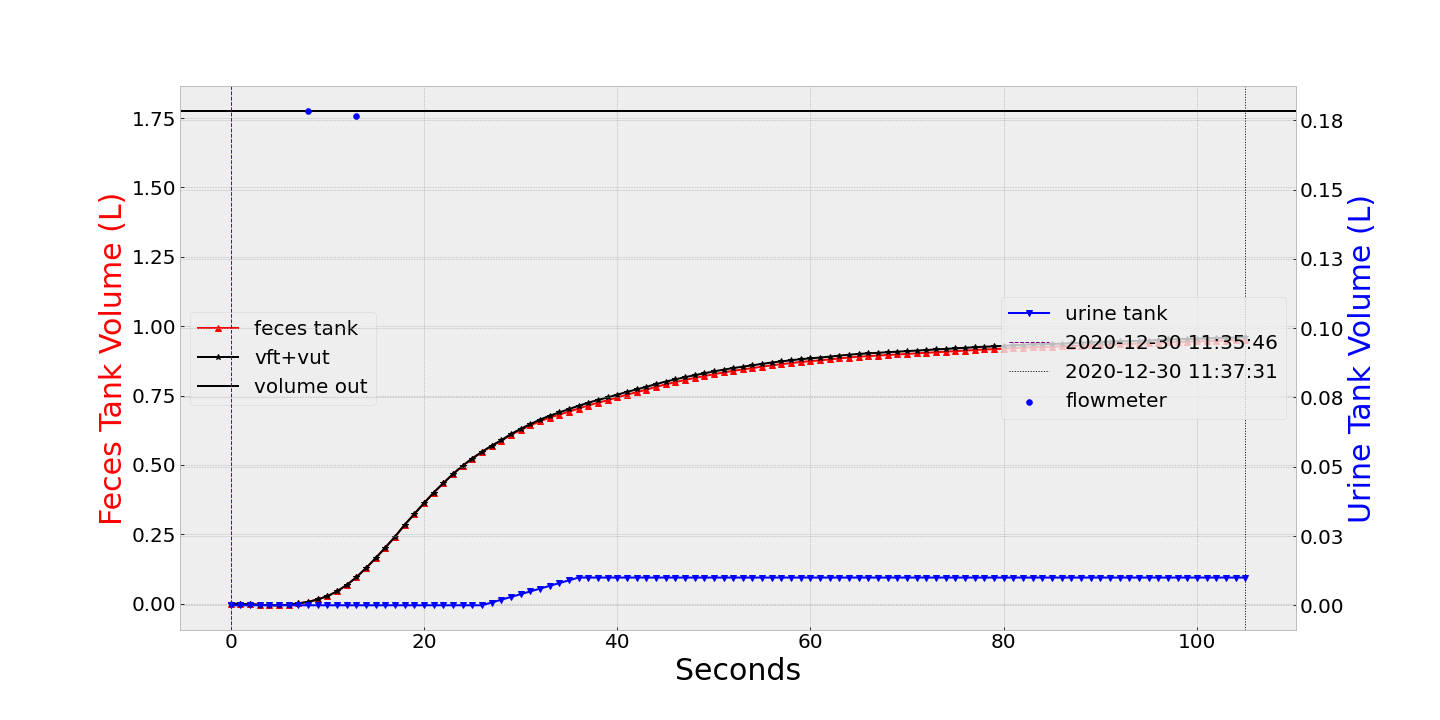 1.75
1.50
1.25
1.00
0.75
0.50
0.25
0.00
Feces Tank Volume (L)
feces tank
vft+vut
volume out
urine tank
2020-12-30 11:35:46
2020-12-30 11:37:31
flowmeter
0.18
0.15
0.13
0.10
0.08
0.05
0.03
0.00
Urine Tank Volume (L)
0 20 40 60 80 100
Seconds